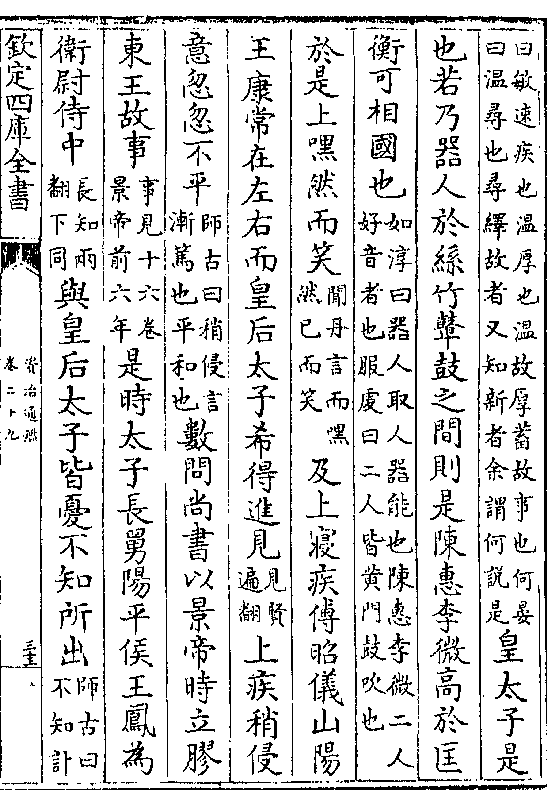 曰敏速疾也温厚也温故厚蓄故事也何晏
曰温尋也尋繹故者又知新者余謂何説是
皇太子是
也若乃器人於絲竹鼙鼓之間則是陳惠李微髙於匡
衡可相國也
如淳曰器人取人器能也陳惠李微二人
好音者也服䖍曰二人皆黄門鼓吹也
於是上嘿然而笑
聞丹言而嘿
然已而笑
及上寢疾傅昭儀山陽
王康常在左右而皇后太子希得進見
見賢
遍翻
上疾稍侵
意忽忽不平
師古曰稍侵言
漸篤也平和也
數問尚書以景帝時立膠
東王故事
事見十六卷
景帝前六年
是時太子長舅陽平侯王鳳為
衛尉侍中
長知兩
翻下同
與皇后太子皆憂不知所出
師古曰
不知計
欽定四庫全書
資治通鑑
卷二十九
三十三